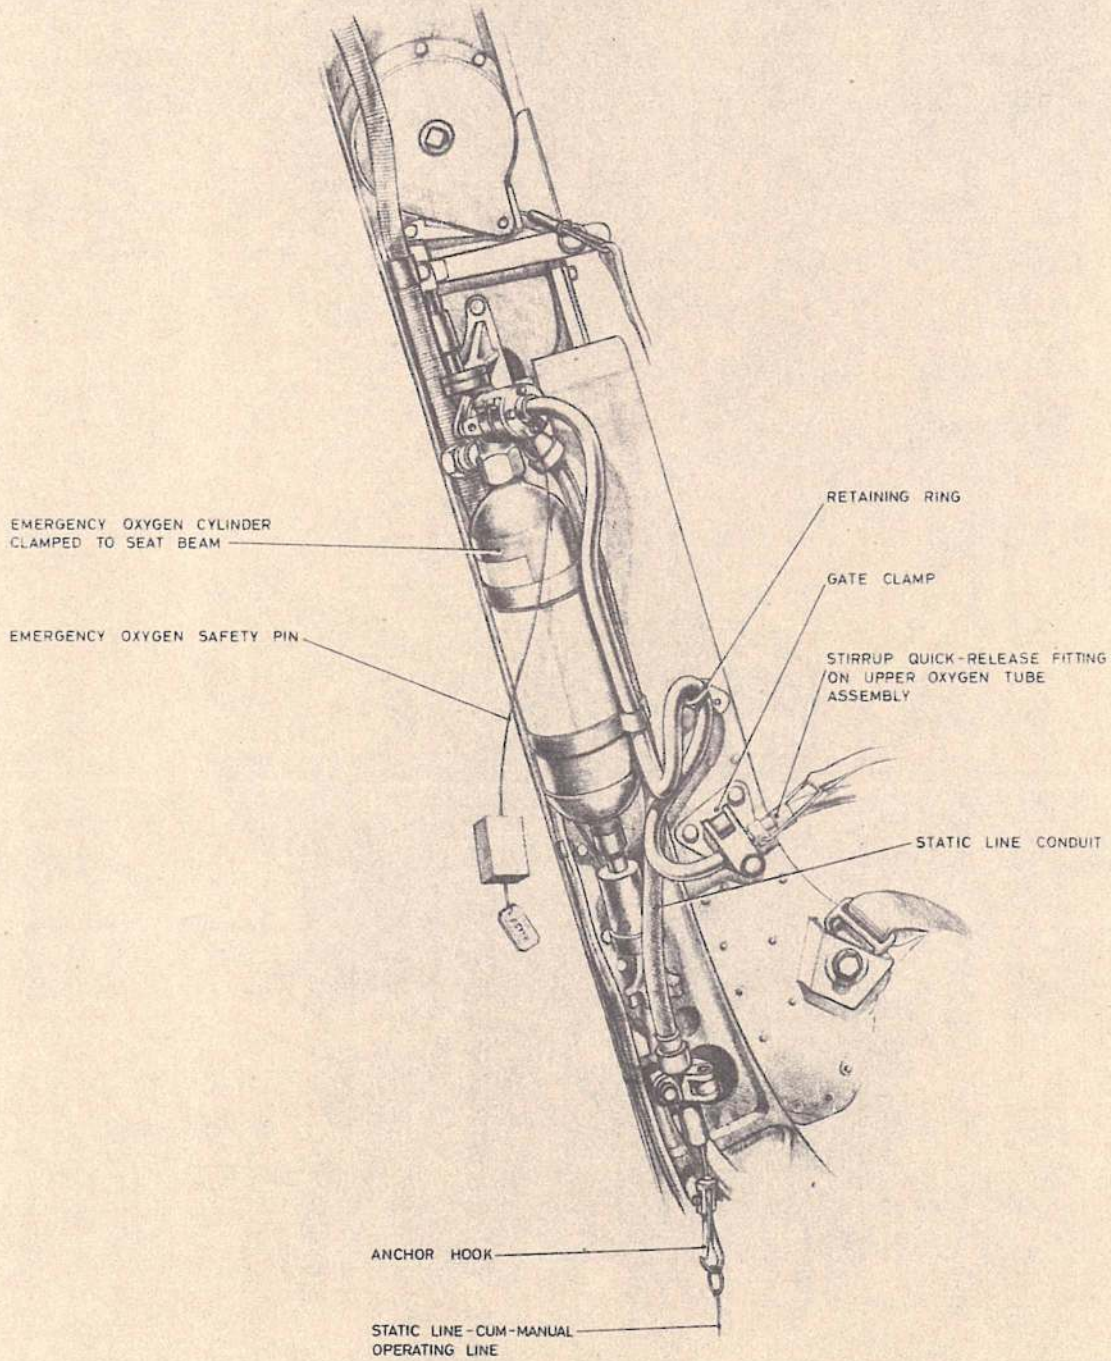 EMERGENCY OXYGEN CYLINDER
CLAMPED TO SEAT BEAM
EMERGENCY OXYGEN SAFETY PIN
RETAINING RING
GATE CLAMP
STIRRUP QUICK-RELEASE FITTING
ON UPPER OXYGEN TUBE
ASSEMBLY
STATIC LINE CONDUIT
ANCHOR HOOK
STATIC LINE-CUM-MANUAL
OPERATING LINE